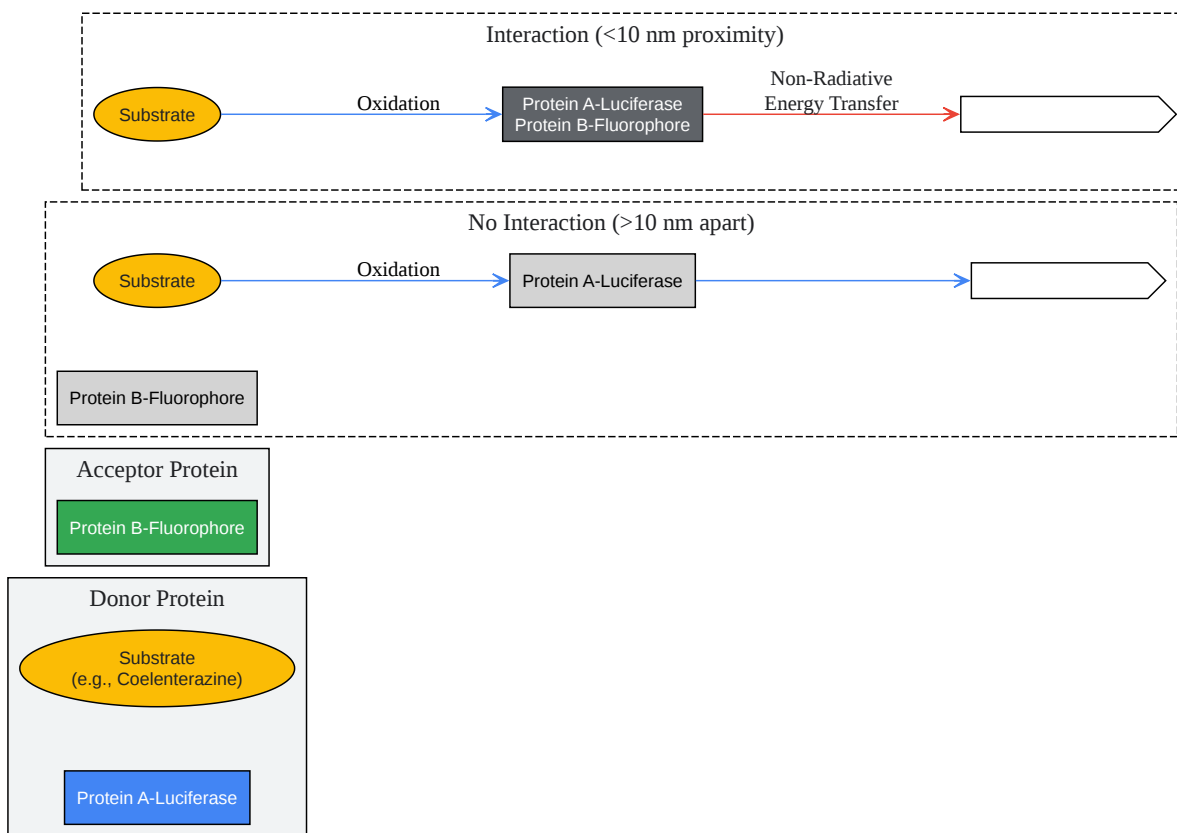 Interaction (<10 nm proximity)
Substrate
Oxidation
Protein A-Luciferase
Protein B-Fluorophore
Non-Radiative
Energy Transfer
No Interaction (>10 nm apart)
Substrate
Oxidation
Protein A-Luciferase
Protein B-Fluorophore
Acceptor Protein
Protein B-Fluorophore
Donor Protein
Substrate
(e.g., Coelenterazine)
Protein A-Luciferase